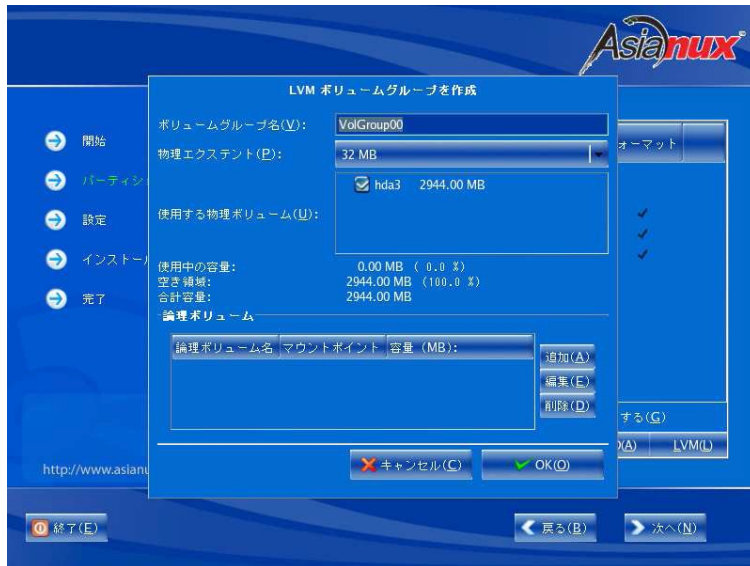 Asianux
LVM ボリュームグループを作成
開始
パーティシ
設定
インストー
完了
http://www.asianu
ボリュームグループ名(V):
VolGroup00
物理エクステント(P):
32 MB
使用する物理ボリューム(U):
hda3 2944.00 MB
使用中の容量: 0.00 MB ( 0.0 %)
空き領域: 2944.00 MB (100.0 %)
合計容量: 2944.00 MB
論理ボリューム
論理ボリューム名 マウントポイント 容量 (MB):
追加(A)
編集(E)
削除(D)
キャンセル(C) OK(O)
ォーマット
する(G)
(A) LVM(L)
終了(E) 戻る(B) 次へ(N)